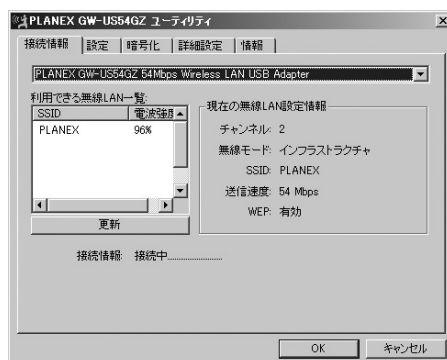 PLANEX GW-US54GZ ユーティリティ
接続情報 設定 暗号化 詳細設定 情報
PLANEX GW-US54GZ 54Mbps Wireless LAN USB Adapter
利用できる無線LAN一覧:
SSID 電波強度
PLANEX 96%
更新
現在の無線LAN設定情報
チャンネル: 2
無線モード: インフラストラクチャ
SSID: PLANEX
送信速度: 54 Mbps
WEP: 有効
接続情報: 接続中........................
OK キャンセル